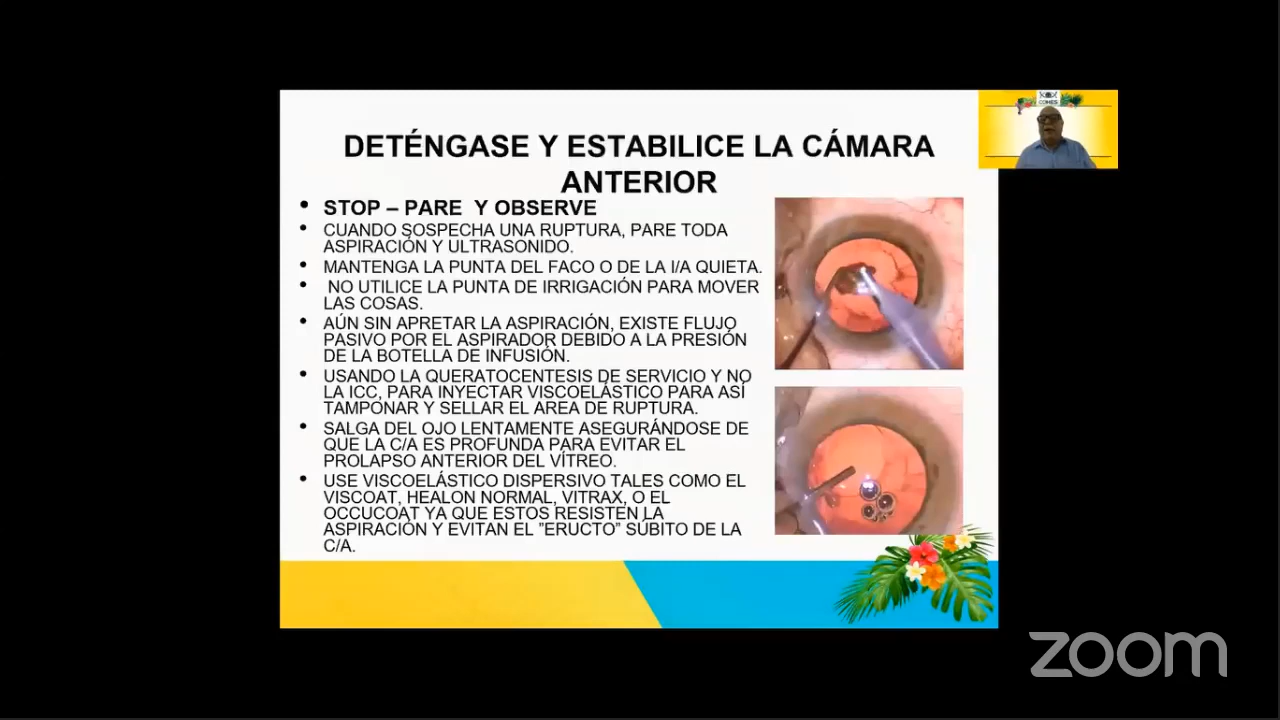 DETÉNGASE Y ESTABILICE LA CÁMARA
ANTERIOR
• STOP – PARE Y OBSERVE
• CUANDO SOSPECHA UNA RUPTURA, PARE TODA
ASPIRACIÓN Y ULTRASONIDO.
• MANTENGA LA PUNTA DEL FACO O DE LA I/A QUIETA.
• NO UTILICE LA PUNTA DE IRRIGACIÓN PARA MOVER
LAS COSAS.
• AÚN SIN APRETAR LA ASPIRACIÓN, EXISTE FLUJO
PASIVO POR EL ASPIRADOR DEBIDO A LA PRESIÓN
DE LA BOTELLA DE INFUSIÓN.
• USANDO LA QUERATOCENTESIS DE SERVICIO Y NO
LA ICC, PARA INYECTAR VISCOELÁSTICO PARA ASÍ
TAMPONAR Y SELLAR EL AREA DE RUPTURA.
• SALGA DEL OJO LENTAMENTE ASEGURÁNDOSE DE
QUE LA C/A ES PROFUNDA PARA EVITAR EL
PROLAPSO ANTERIOR DEL VÍTREO.
• USE VISCOELÁSTICO DISPERSIVO TALES COMO EL
VISCOAT, HEALON NORMAL, VITRAX, O EL
OCCUCOAT YA QUE ESTOS RESISTEN LA
ASPIRACIÓN Y EVITAN EL ”ERUCTO” SÚBITO DE LA
C/A.
zoom